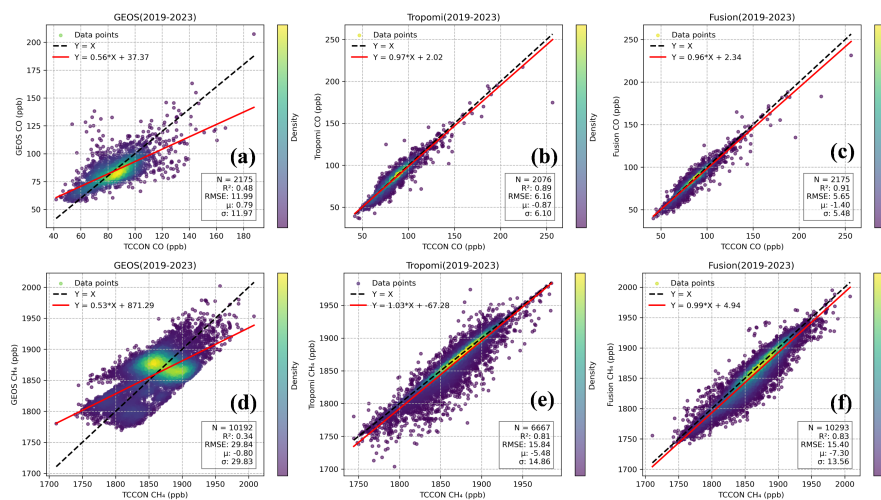 GEOS(2019-2023)
Data points
Y = X
Y = 0.56*X + 37.37
200
175
150
125
100
75
50
GEOS CO (ppb)
(a)
N = 2175
R²: 0.48
RMSE: 11.99
μ: 0.79
σ: 11.97
40 60 80 100 120 140 160 180
TCCON CO (ppb)
Density
Tropomi(2019-2023)
Data points
Y = X
Y = 0.97*X + 2.02
250
200
150
100
50
Tropomi CO (ppb)
(b)
N = 2076
R²: 0.89
RMSE: 6.16
μ: -0.87
σ: 6.10
50 100 150 200 250
TCCON CO (ppb)
Density
Fusion(2019-2023)
Data points
Y = X
Y = 0.96*X + 2.34
250
200
150
100
50
Fusion CO (ppb)
(c)
N = 2175
R²: 0.91
RMSE: 5.65
μ: -1.40
σ: 5.48
50 100 150 200 250
TCCON CO (ppb)
GEOS(2019-2023)
Data points
Y = X
Y = 0.53*X + 871.29
2000
1950
1900
1850
1800
1750
1700
GEOS CH₄ (ppb)
(d)
N = 10192
R²: 0.34
RMSE: 29.84
μ: -0.80
σ: 29.83
1700 1750 1800 1850 1900 1950 2000
TCCON CH₄ (ppb)
Density
Tropomi(2019-2023)
Data points
Y = X
Y = 1.03*X + -67.28
1950
1900
1850
1800
1750
1700
Tropomi CH₄ (ppb)
(e)
N = 6667
R²: 0.81
RMSE: 15.84
μ: -5.48
σ: 14.86
1750 1800 1850 1900 1950
TCCON CH₄ (ppb)
Density
Fusion(2019-2023)
Data points
Y = X
Y = 0.99*X + 4.94
2000
1950
1900
1850
1800
1750
1700
Fusion CH₄ (ppb)
(f)
N = 10293
R²: 0.83
RMSE: 15.40
μ: -7.30
σ: 13.56
1700 1750 1800 1850 1900 1950 2000
TCCON CH₄ (ppb)